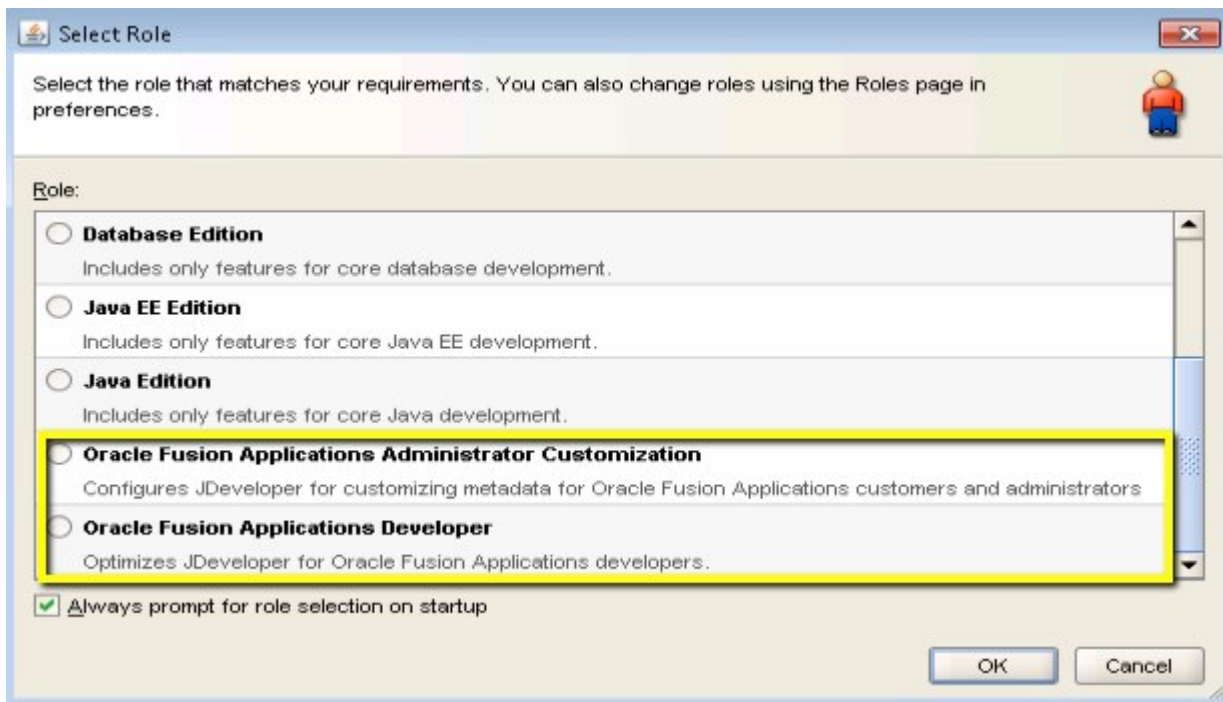 Select Role
Select the role that matches your requirements. You can also change roles using the Roles page in
preferences.
Role:
Database Edition
Includes only features for core database development.
Java EE Edition
Includes only features for core Java EE development.
Java Edition
Includes only features for core Java development.
Oracle Fusion Applications Administrator Customization
Configures JDeveloper for customizing metadata for Oracle Fusion Applications customers and administrators
Oracle Fusion Applications Developer
Optimizes JDeveloper for Oracle Fusion Applications developers.
Always prompt for role selection on startup
OK Cancel